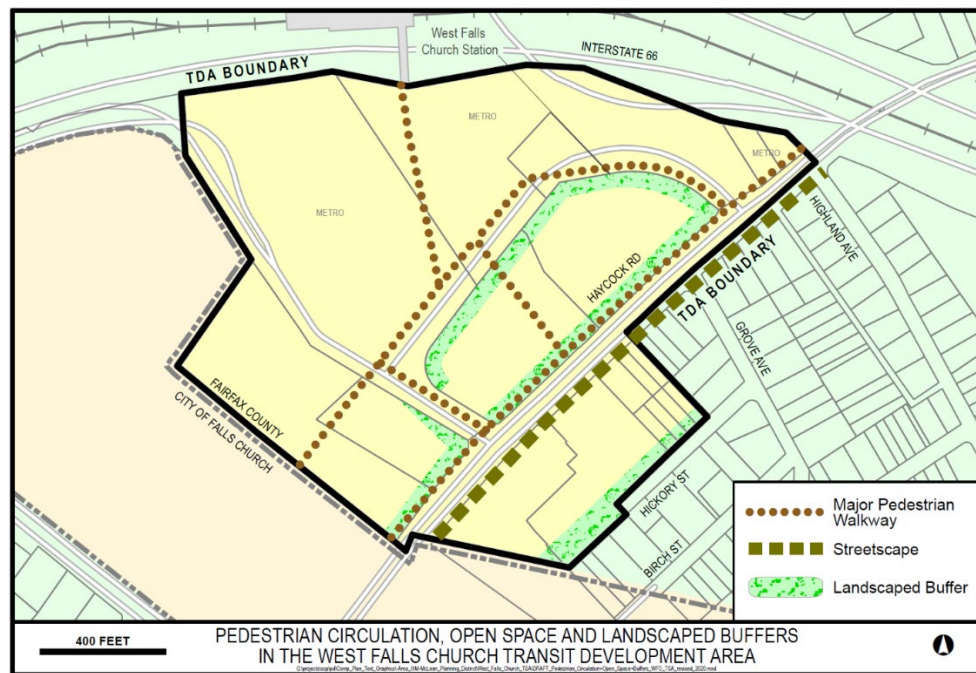 West Falls
Church Station
INTERSTATE 66
TDA BOUNDARY
METRO
METRO
METRO
HIGHLAND AVE
HAYCOCK RD
TDA BOUNDARY
GROVE AVE
FAIRFAX COUNTY
CITY OF FALLS CHURCH
HICKORY ST
BIRCH ST
Major Pedestrian
Walkway
Streetscape
Landscaped Buffer
400 FEET
PEDESTRIAN CIRCULATION, OPEN SPACE AND LANDSCAPED BUFFERS
IN THE WEST FALLS CHURCH TRANSIT DEVELOPMENT AREA